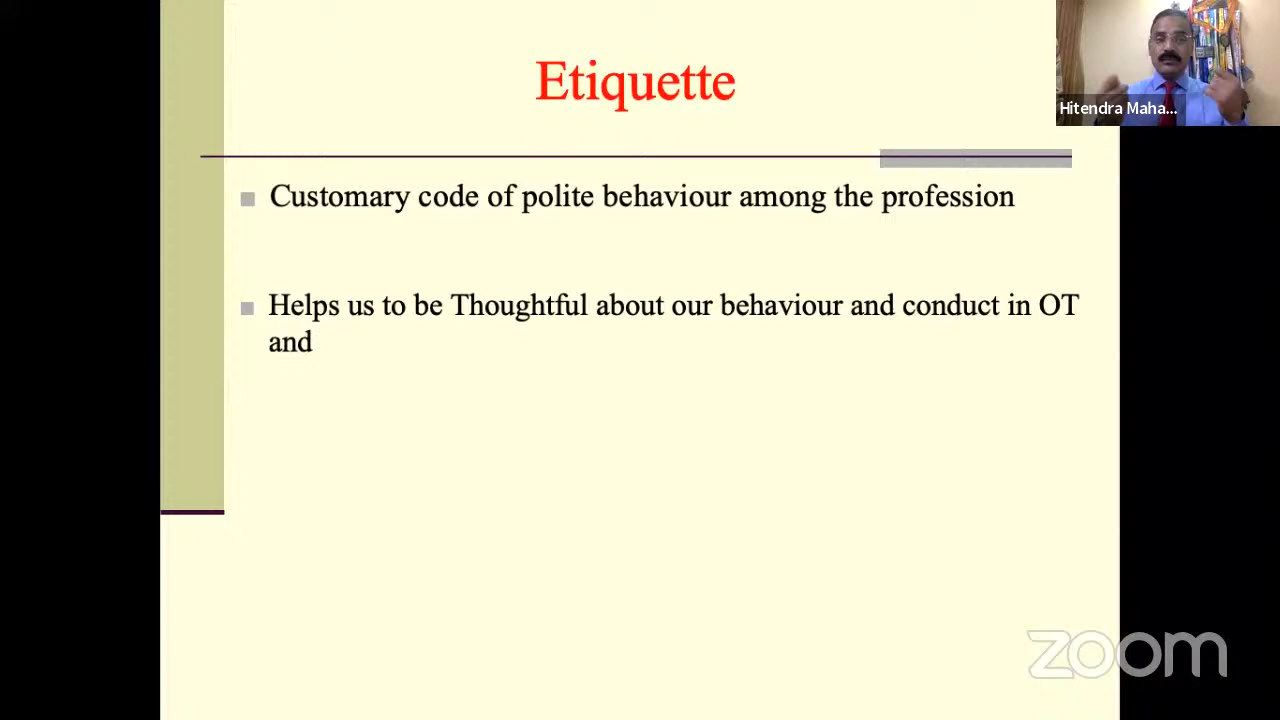 Etiquette
Hitendra Maha...
Customary code of polite behaviour among the profession
Helps us to be Thoughtful about our behaviour and conduct in OT
and
zoom